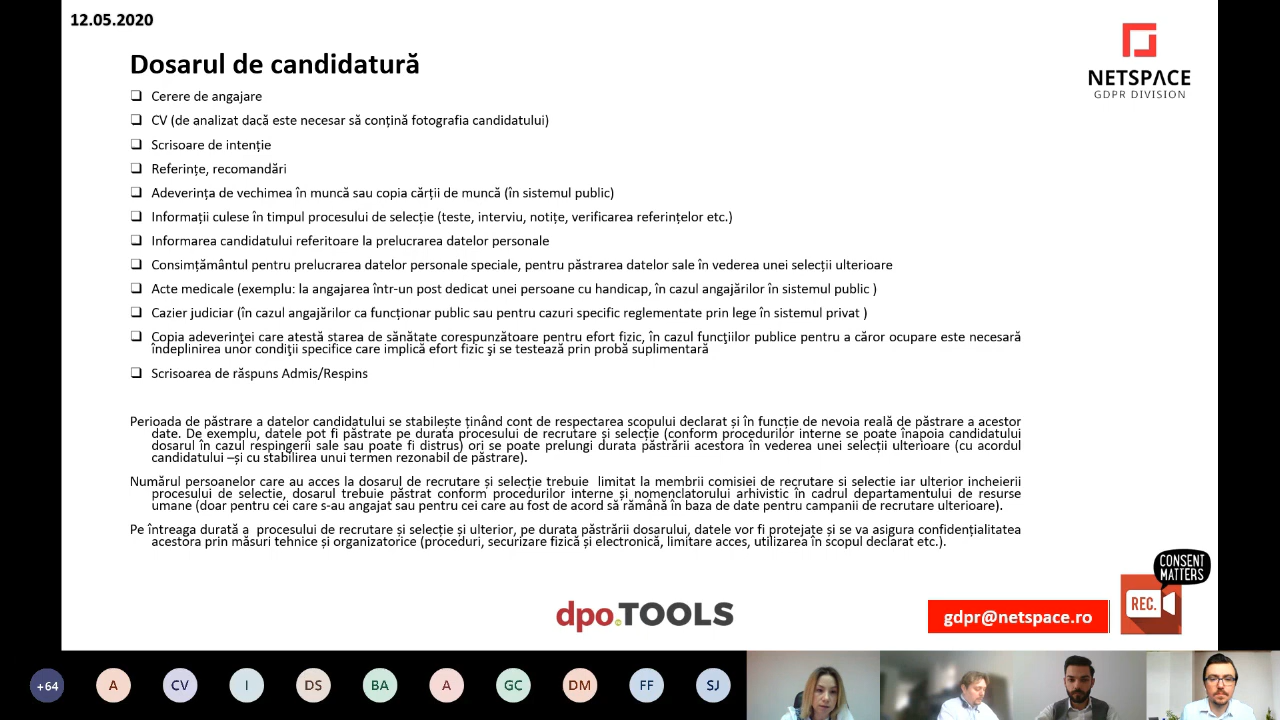 12.05.2020
NETSPACE
GDPR DIVISION
Dosarul de candidatură
Cerere de angajare
CV (de analizat dacă este necesar să conțină fotografia candidatului)
Scrisoare de intenție
Referințe, recomandări
Adeverința de vechimea în muncă sau copia cărții de muncă (în sistemul public)
Informații culese în timpul procesului de selecție (teste, interviu, notițe, verificarea referințelor etc.)
Informarea candidatului referitoare la prelucrarea datelor personale
Consimțământul pentru prelucrarea datelor personale speciale, pentru păstrarea datelor sale în vederea unei selecții ulterioare
Acte medicale (exemplu: la angajarea într-un post dedicat unei persoane cu handicap, în cazul angajărilor în sistemul public )
Cazier judiciar (în cazul angajărilor ca funcționar public sau pentru cazuri specific reglementate prin lege în sistemul privat )
Copia adeverinţei care atestă starea de sănătate corespunzătoare pentru efort fizic, în cazul funcţiilor publice pentru a căror ocupare este necesară
îndeplinirea unor condiţii specifice care implică efort fizic şi se testează prin probă suplimentară
Scrisoarea de răspuns Admis/Respins
Perioada de păstrare a datelor candidatului se stabilește ținând cont de respectarea scopului declarat și în funcție de nevoia reală de păstrare a acestor
date. De exemplu, datele pot fi păstrate pe durata procesului de recrutare si selecție (conform procedurilor interne se poate înapoia candidatului
dosarul în cazul respingerii sale sau poate fi distrus) ori se poate prelungi durata păstrării acestora în vederea unei selecții ulterioare (cu acordul
candidatului –și cu stabilirea unui termen rezonabil de păstrare).
Numărul persoanelor care au acces la dosarul de recrutare și selecție trebuie limitat la membrii comisiei de recrutare si selectie iar ulterior incheierii
procesului de selectie, dosarul trebuie păstrat conform procedurilor interne și nomenclatorului arhivistic în cadrul departamentului de resurse
umane (doar pentru cei care s-au angajat sau pentru cei care au fost de acord să rămână în baza de date pentru campanii de recrutare ulterioare).
Pe întreaga durată a procesului de recrutare și selecție și ulterior, pe durata păstrării dosarului, datele vor fi protejate și se va asigura confidențialitatea
acestora prin măsuri tehnice și organizatorice (proceduri, securizare fizică și electronică, limitare acces, utilizarea în scopul declarat etc.).
CONSENT
MATTERS
REC.
dpo.TOOLS
gdpr@netspace.ro
+64
A
CV
I
DS
BA
A
GC
DM
FF
SJ